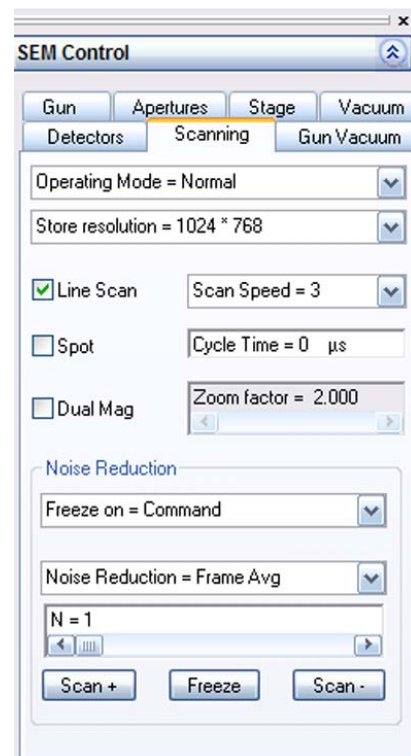 SEM Control
Gun Apertures Stage Vacuum
Detectors Scanning Gun Vacuum
Operating Mode = Normal
Store resolution = 1024 * 768
Line Scan Scan Speed = 3
Spot Cycle Time = 0 µs
Dual Mag Zoom factor = 2.000
Noise Reduction
Freeze on = Command
Noise Reduction = Frame Avg
N = 1
Scan + Freeze Scan -